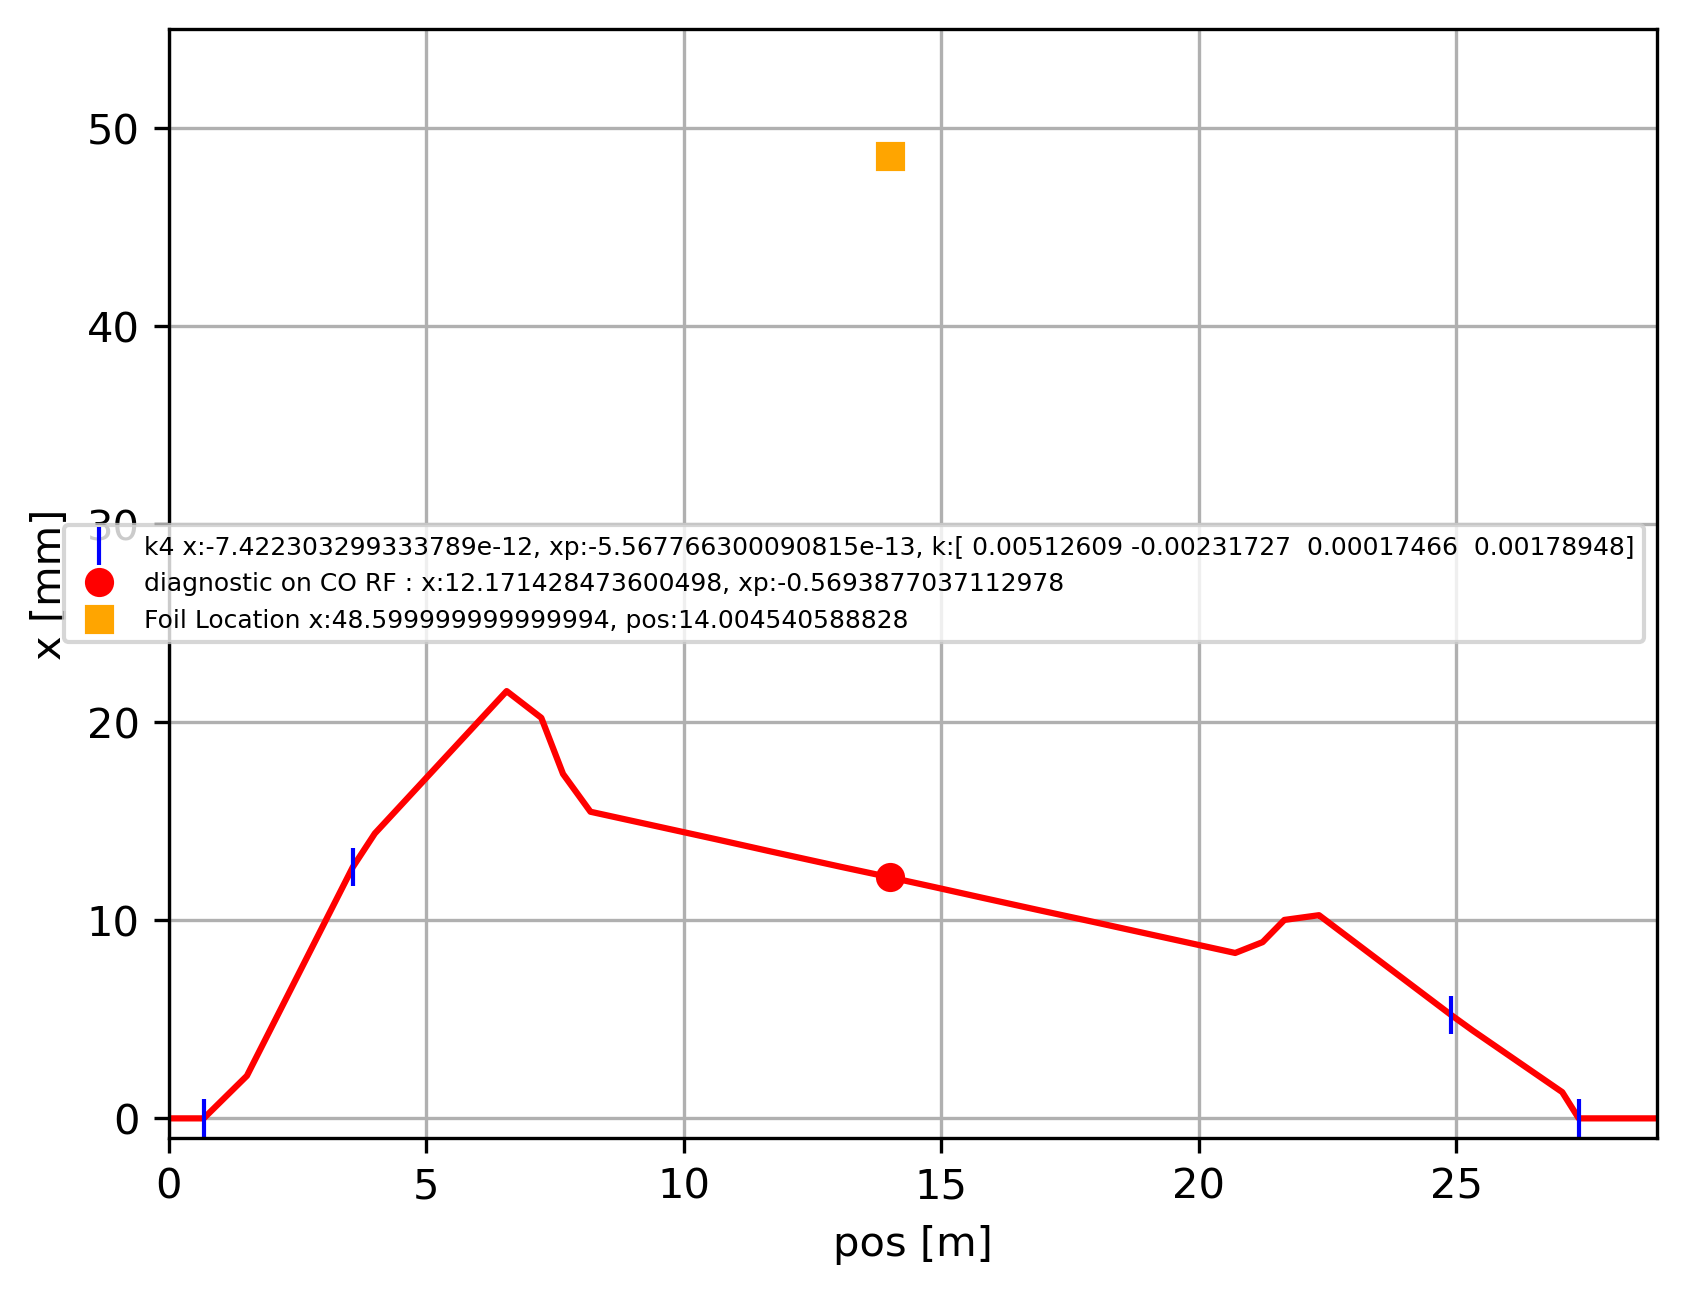 50
40
30
20
10
0
x [mm]
k4 x:-7.422303299333789e-12, xp:-5.567766300090815e-13, k:[ 0.00512609 -0.00231727  0.00017466  0.00178948]
diagnostic on CO RF : x:12.171428473600498, xp:-0.5693877037112978
Foil Location x:48.599999999999994, pos:14.004540588828
0 5 10 15 20 25
pos [m]